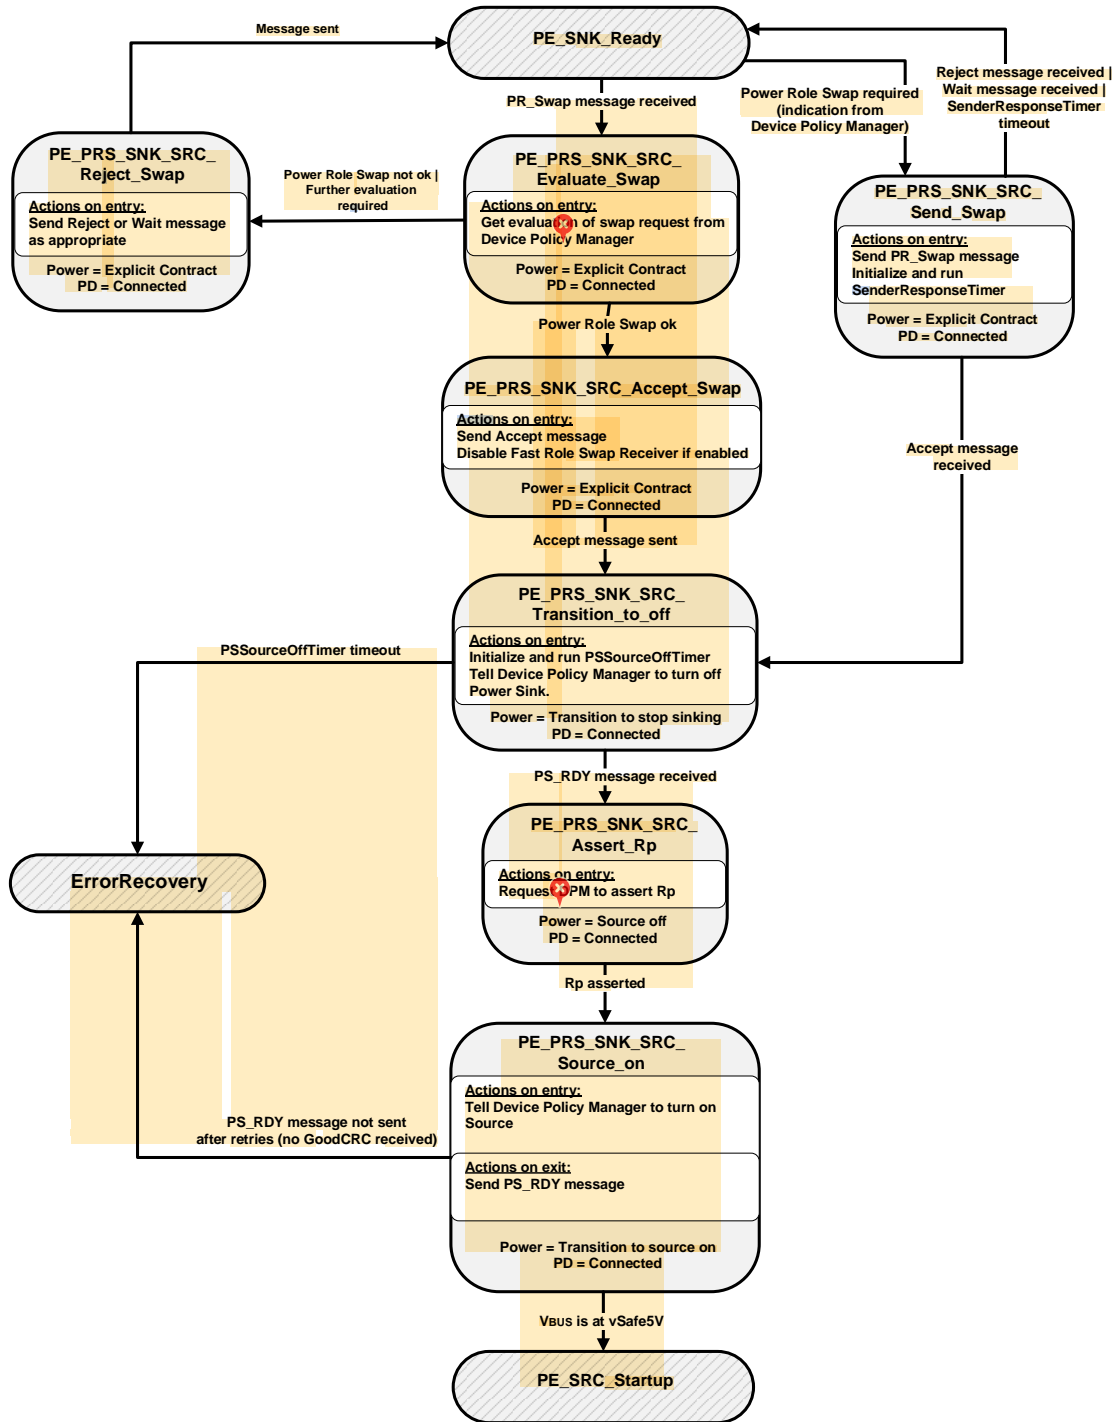 Message sent
PE_SNK_Ready
PR_Swap message received
Power Role Swap required
(indication from
Device Policy Manager)
Reject message received |
Wait message received |
SenderResponseTimer
timeout
PE_PRS_SNK_SRC_
Reject_Swap
Actions on entry:
Send Reject or Wait message
as appropriate
Power = Explicit Contract
PD = Connected
Power Role Swap not ok |
Further evaluation
required
PE_PRS_SNK_SRC_
Evaluate_Swap
Actions on entry:
Get evaluation of swap request from
Device Policy Manager
Power = Explicit Contract
PD = Connected
PE_PRS_SNK_SRC_
Send_Swap
Actions on entry:
Send PR_Swap message
Initialize and run
SenderResponseTimer
Power = Explicit Contract
PD = Connected
Power Role Swap ok
PE_PRS_SNK_SRC_Accept_Swap
Actions on entry:
Send Accept message
Disable Fast Role Swap Receiver if enabled
Power = Explicit Contract
PD = Connected
Accept message
received
Accept message sent
PE_PRS_SNK_SRC_
Transition_to_off
Actions on entry:
Initialize and run PSSourceOffTimer
Tell Device Policy Manager to turn off
Power Sink.
Power = Transition to stop sinking
PD = Connected
PSSourceOffTimer timeout
PS_RDY message received
PE_PRS_SNK_SRC_
Assert_Rp
Actions on entry:
Request PM to assert Rp
Power = Source off
PD = Connected
ErrorRecovery
Rp asserted
PE_PRS_SNK_SRC_
Source_on
Actions on entry:
Tell Device Policy Manager to turn on
Source
Actions on exit:
Send PS_RDY message
Power = Transition to source on
PD = Connected
PS_RDY message not sent
after retries (no GoodCRC received)
VBUS is at vSafe5V
PE_SRC_Startup